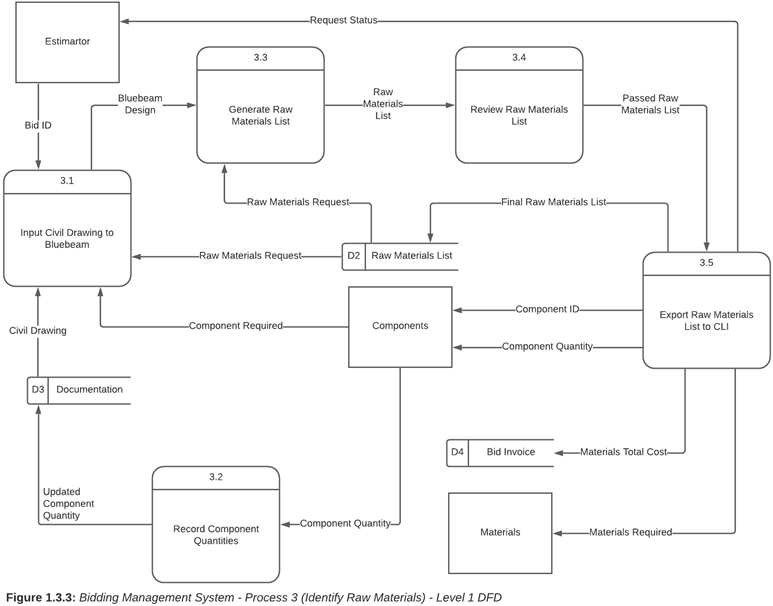 Request Status
Estimartor
3.3
3.4
Generate Raw
Materials List
Raw
Materials
List
Review Raw Materials
List
Passed Raw
Materials List
Bluebeam
Design
Bid ID
3.1
Input Civil Drawing to
Bluebeam
Raw Materials Request
Final Raw Materials List
Raw Materials Request
D2
Raw Materials List
3.5
Export Raw Materials
List to CLI
Component ID
Component Required
Components
Component Quantity
Civil Drawing
D3
Documentation
D4
Bid Invoice
Materials Total Cost
3.2
Record Component
Quantities
Updated
Component
Quantity
Component Quantity
Materials
Materials Required
Figure 1.3.3: Bidding Management System - Process 3 (Identify Raw Materials) - Level 1 DFD